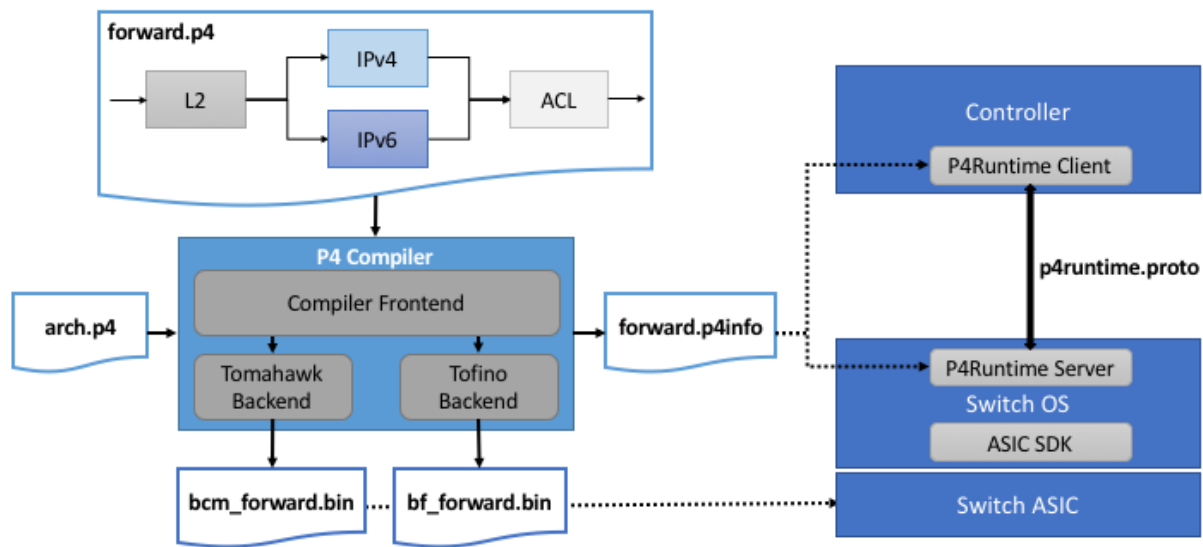 forward.p4
IPv4
L2
ACL
IPv6
Controller
P4Runtime Client
P4 Compiler
Compiler Frontend
p4runtime.proto
arch.p4
forward.p4info
Tomahawk
Backend
Tofino
Backend
P4Runtime Server
Switch OS
ASIC SDK
bcm_forward.bin
bf_forward.bin
Switch ASIC